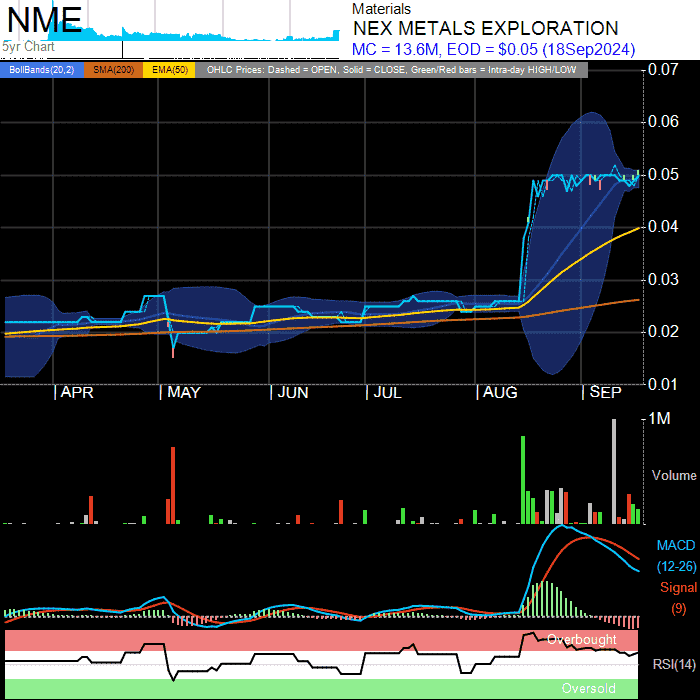 NME
5yr Chart
Materials
NEX METALS EXPLORATION
MC = 13.6M, EOD = $0.05 (18Sep2024)
BollBands(20,2) SMA(200) EMA(50) OHLC Prices: Dashed = OPEN, Solid = CLOSE, Green/Red bars = Intra-day HIGH/LOW
0.07
0.06
0.05
0.04
0.03
0.02
0.01
APR MAY JUN JUL AUG SEP
1M
Volume
MACD
(12-26)
Signal
(9)
Overbought
RSI(14)
Oversold